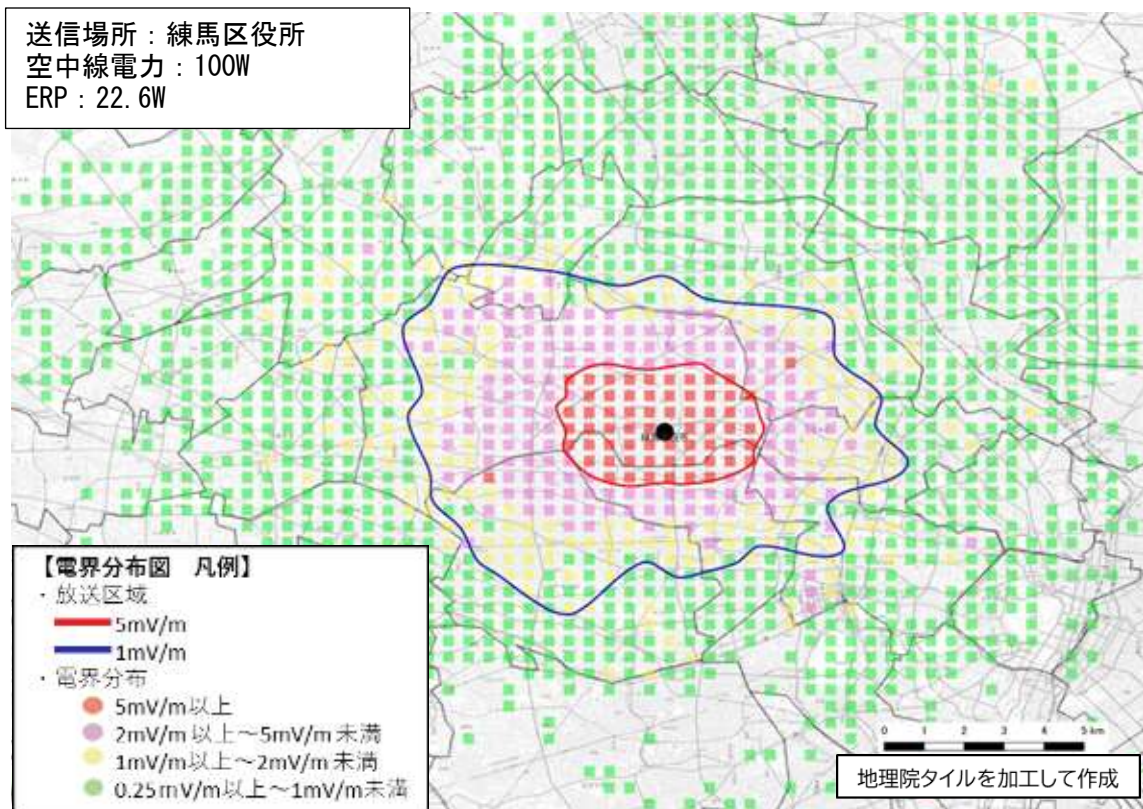 送信場所：練馬区役所
空中線電力：100W
ERP：22.6W
【電界分布図　凡例】
・放送区域
5mV/m
1mV/m
・電界分布
5mV/m以上
2mV/m以上～5mV/m未満
1mV/m以上～2mV/m未満
0.25mV/m以上～1mV/m未満
0 1 2 3 4 5 km
地理院タイルを加工して作成